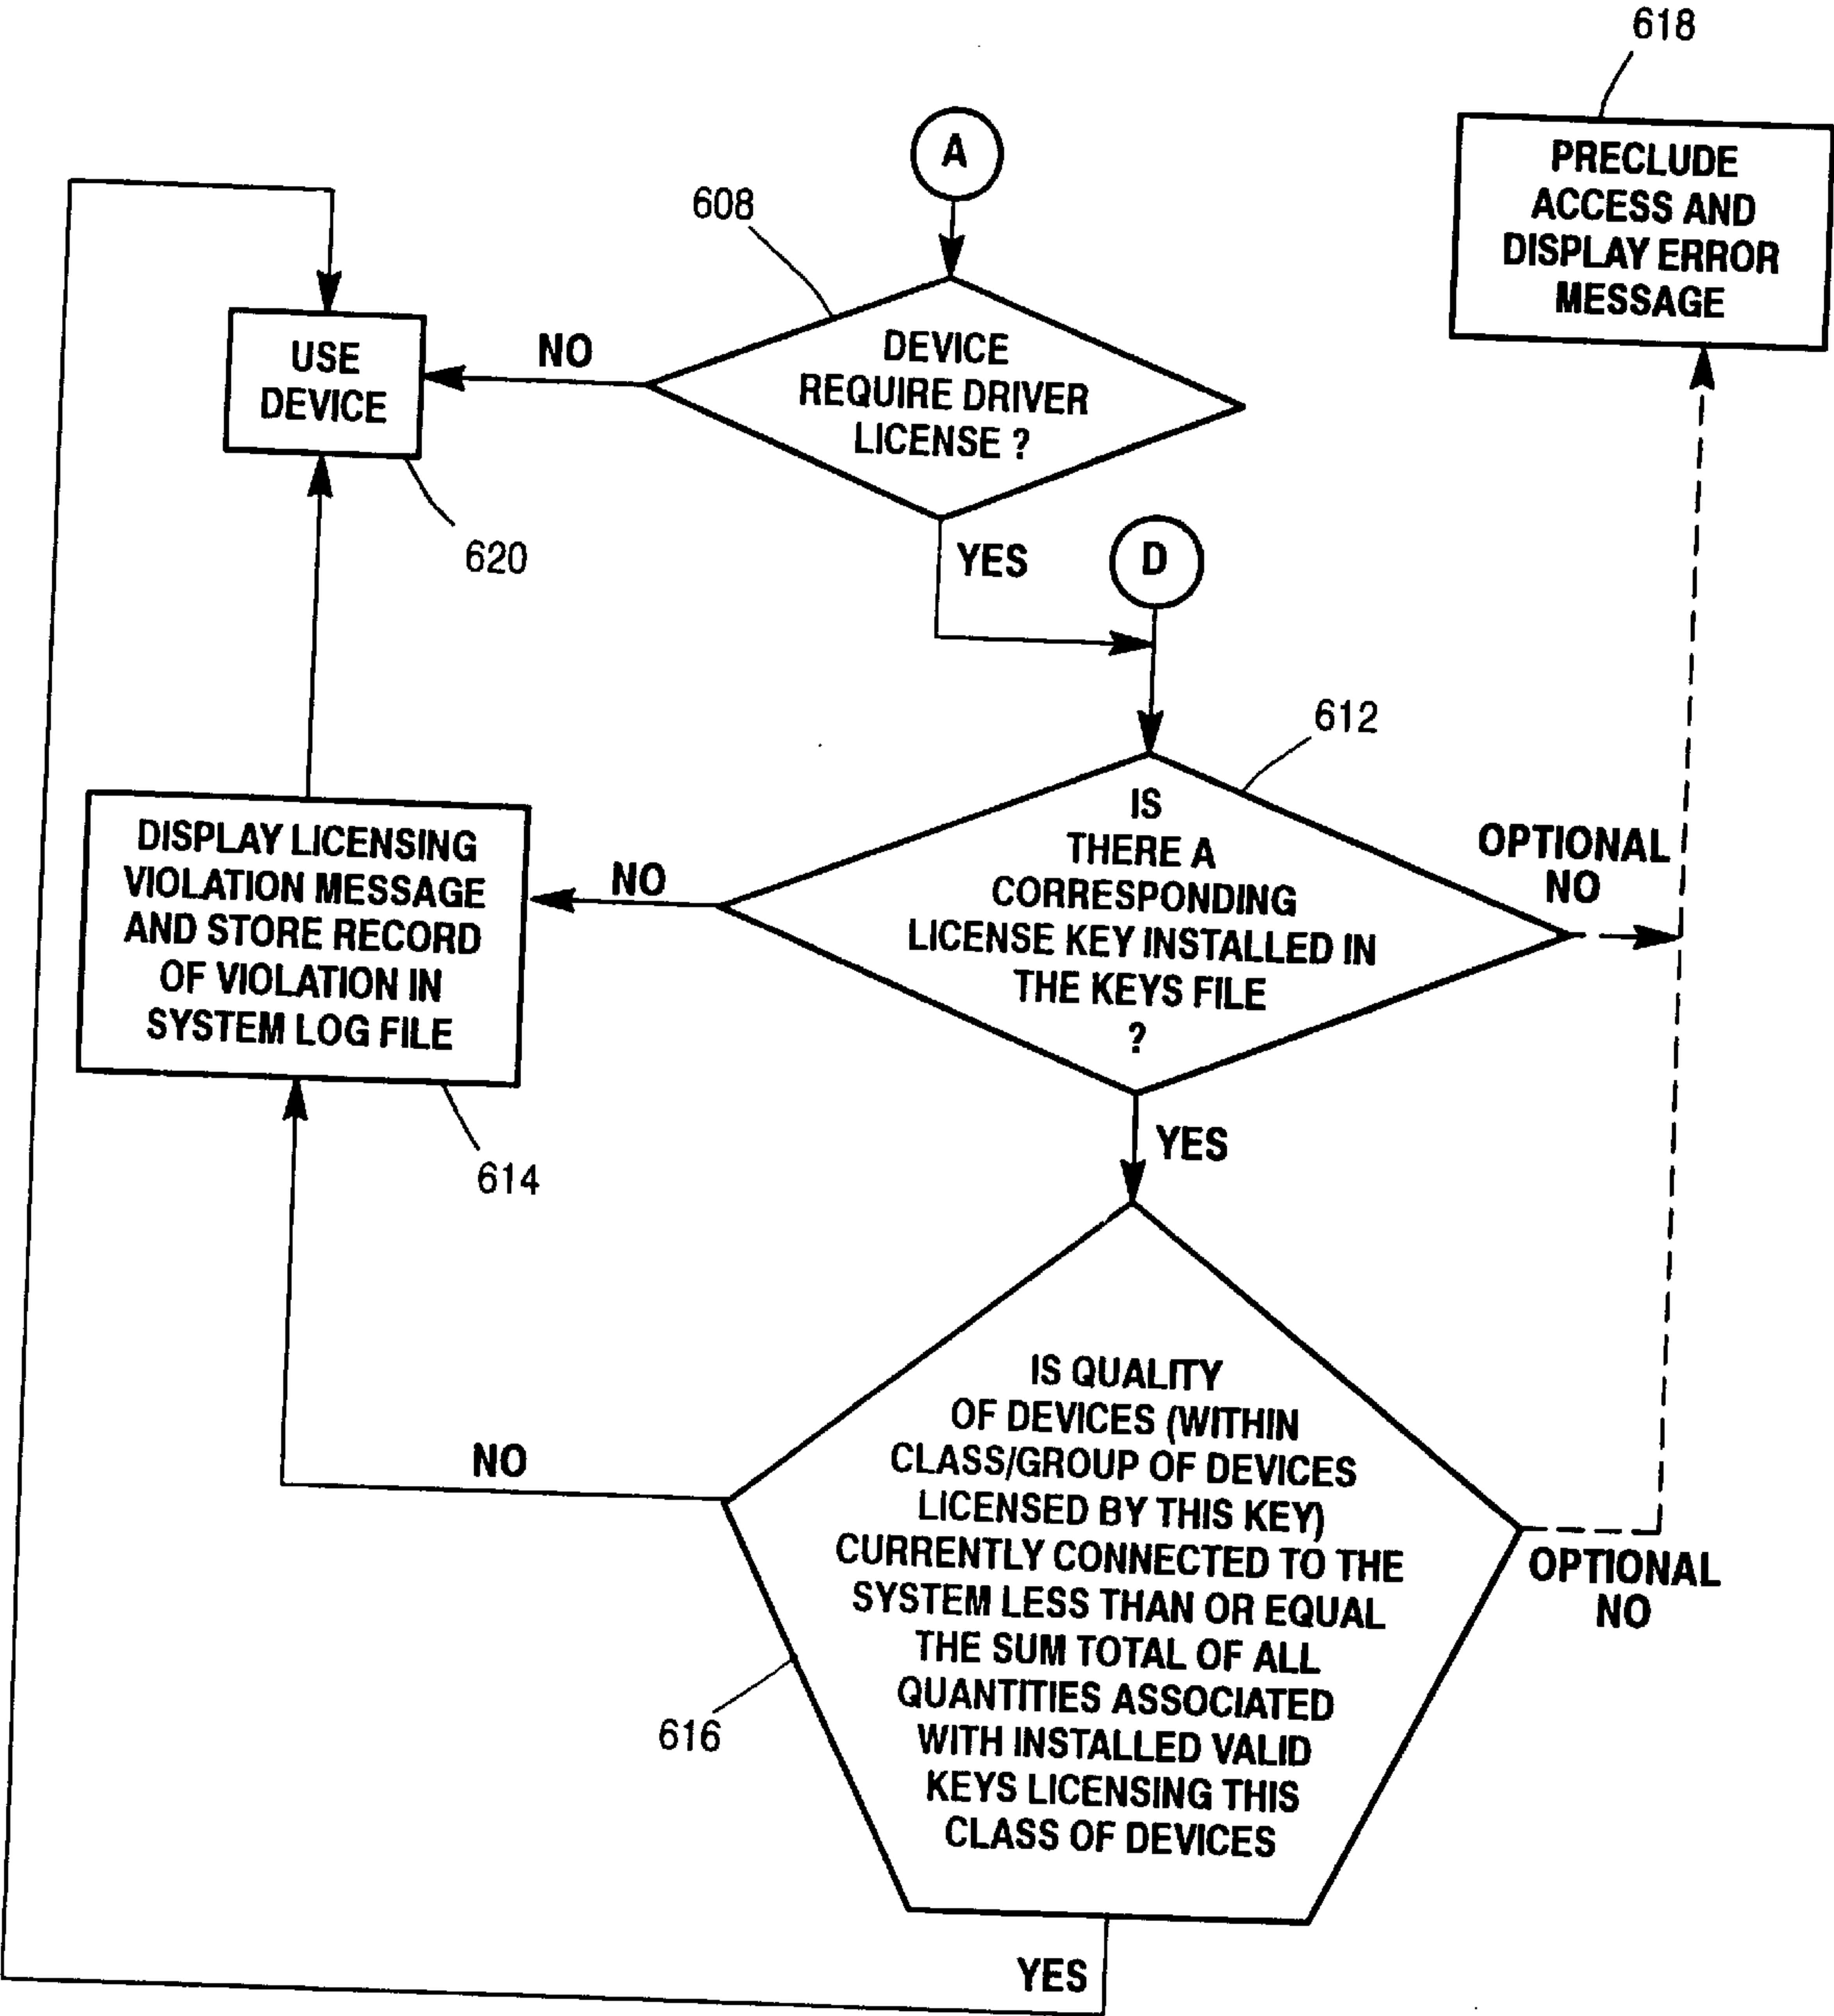 618
A
PRECLUDE
ACCESS AND
DISPLAY ERROR
MESSAGE
608
USE
DEVICE
NO
DEVICE
REQUIRE DRIVER
LICENSE ?
620
YES
D
612
DISPLAY LICENSING
VIOLATION MESSAGE
AND STORE RECORD
OF VIOLATION IN
SYSTEM LOG FILE
NO
IS
THERE A
CORRESPONDING
LICENSE KEY INSTALLED IN
THE KEYS FILE
?
OPTIONAL
NO
614
YES
NO
IS QUALITY
OF DEVICES (WITHIN
CLASS/GROUP OF DEVICES
LICENSED BY THIS KEY)
CURRENTLY CONNECTED TO THE
SYSTEM LESS THAN OR EQUAL
THE SUM TOTAL OF ALL
QUANTITIES ASSOCIATED
WITH INSTALLED VALID
KEYS LICENSING THIS
CLASS OF DEVICES
OPTIONAL
NO
616
YES